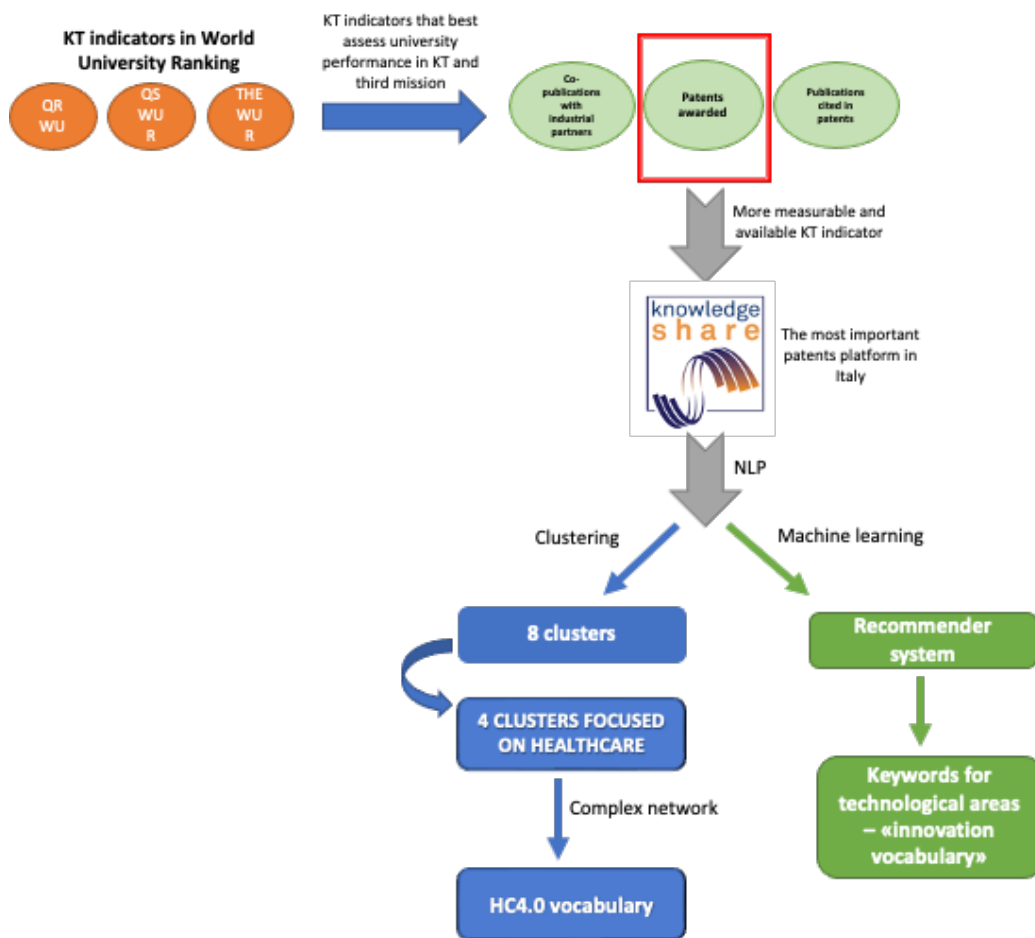 KT indicators in World
University Ranking
QR
WU
QS
WU
R
THE
WU
R
KT indicators that best
assess university
performance in KT and
third mission
Co-
publications
with
industrial
partners
Patents
awarded
Publications
cited in
patents
More measurable and
available KT indicator
knowledge
share
The most important
patents platform in
Italy
NLP
Clustering
Machine learning
8 clusters
Recommender
system
4 CLUSTERS FOCUSED
ON HEALTHCARE
Keywords for
technological areas
– «innovation
vocabulary»
Complex network
HC4.0 vocabulary